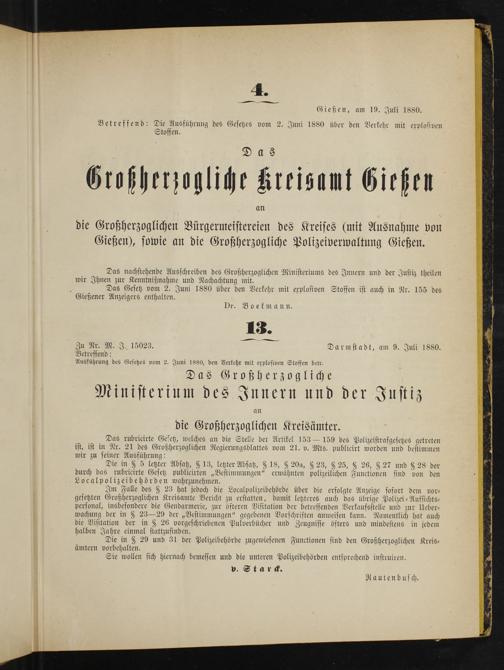 4.
Gießen, am 19. Juli 1880.
Betreffend: Die Ausführung des Gesetzes vom 2. Juni 1880 über den Verkehr mit explosiven
Stoffen.
Das
Großherzogliche Kreisamt Gießen
an
die Großherzoglichen Bürgermeistereien des Kreises (mit Ausnahme von
Gießen), sowie an die Großherzogliche Polizeiverwaltung Gießen.
Das nachstehende Ausschreiben des Großherzoglichen Ministeriums des Innern und der Justiz theilen
wir Ihnen zur Kenntnißnahme und Nachachtung mit.
Das Gesetz vom 2. Juni 1880 über den Verkehr mit explosiven Stoffen ist auch in Nr. 155 des
Gießener Anzeigers enthalten.
Dr. Boekmann.
13.
Zu Nr. M. J. 15023. Darmstadt, am 9. Juli 1880.
Betreffend:
Ausführung des Gesetzes vom 2. Juni 1880, den Verkehr mit explosiven Stoffen betr.
Das Großherzogliche
Ministerium des Innern und der Justiz
an
die Großherzoglichen Kreisämter.
Das rubricirte Gesetz, welches an die Stelle der Artikel 153—159 des Polizeistrafgesetzes getreten
ist, ist in Nr. 21 des Großherzoglichen Regierungsblattes vom 21. v. Mts. publicirt worden und bestimmen
wir zu seiner Ausführung:
Die in § 5 letzter Absatz, § 13, letzter Absatz, § 18, § 20a, § 23, § 25, § 26, § 27 und § 28 der
durch das rubricirte Gesetz publicirten „Bestimmungen“ erwähnten polizeilichen Functionen sind von den
Localpolizeibehörden wahrzunehmen.
Im Falle des § 23 hat jedoch die Localpolizeibehörde über die erfolgte Anzeige sofort dem vor-
gesetzten Großherzoglichen Kreisamte Bericht zu erstatten, damit letzteres auch das übrige Polizei-Aufsichts-
personal, insbesondere die Gendarmerie, zur öfteren Visitation der betreffenden Verkaufsstelle und zur Ueber-
wachung der in § 23—29 der „Bestimmungen“ gegebenen Vorschriften anweisen kann. Namentlich hat auch
die Visitation der in § 26 vorgeschriebenen Pulverbücher und Zeugnisse öfters und mindestens in jedem
halben Jahre einmal stattzufinden.
Die in § 29 und 31 der Polizeibehörde zugewiesenen Functionen sind den Großherzoglichen Kreis-
ämtern vorbehalten.
Sie wollen sich hiernach bemessen und die unteren Polizeibehörden entsprechend instruiren.
v. Starck.
Rautenbusch.